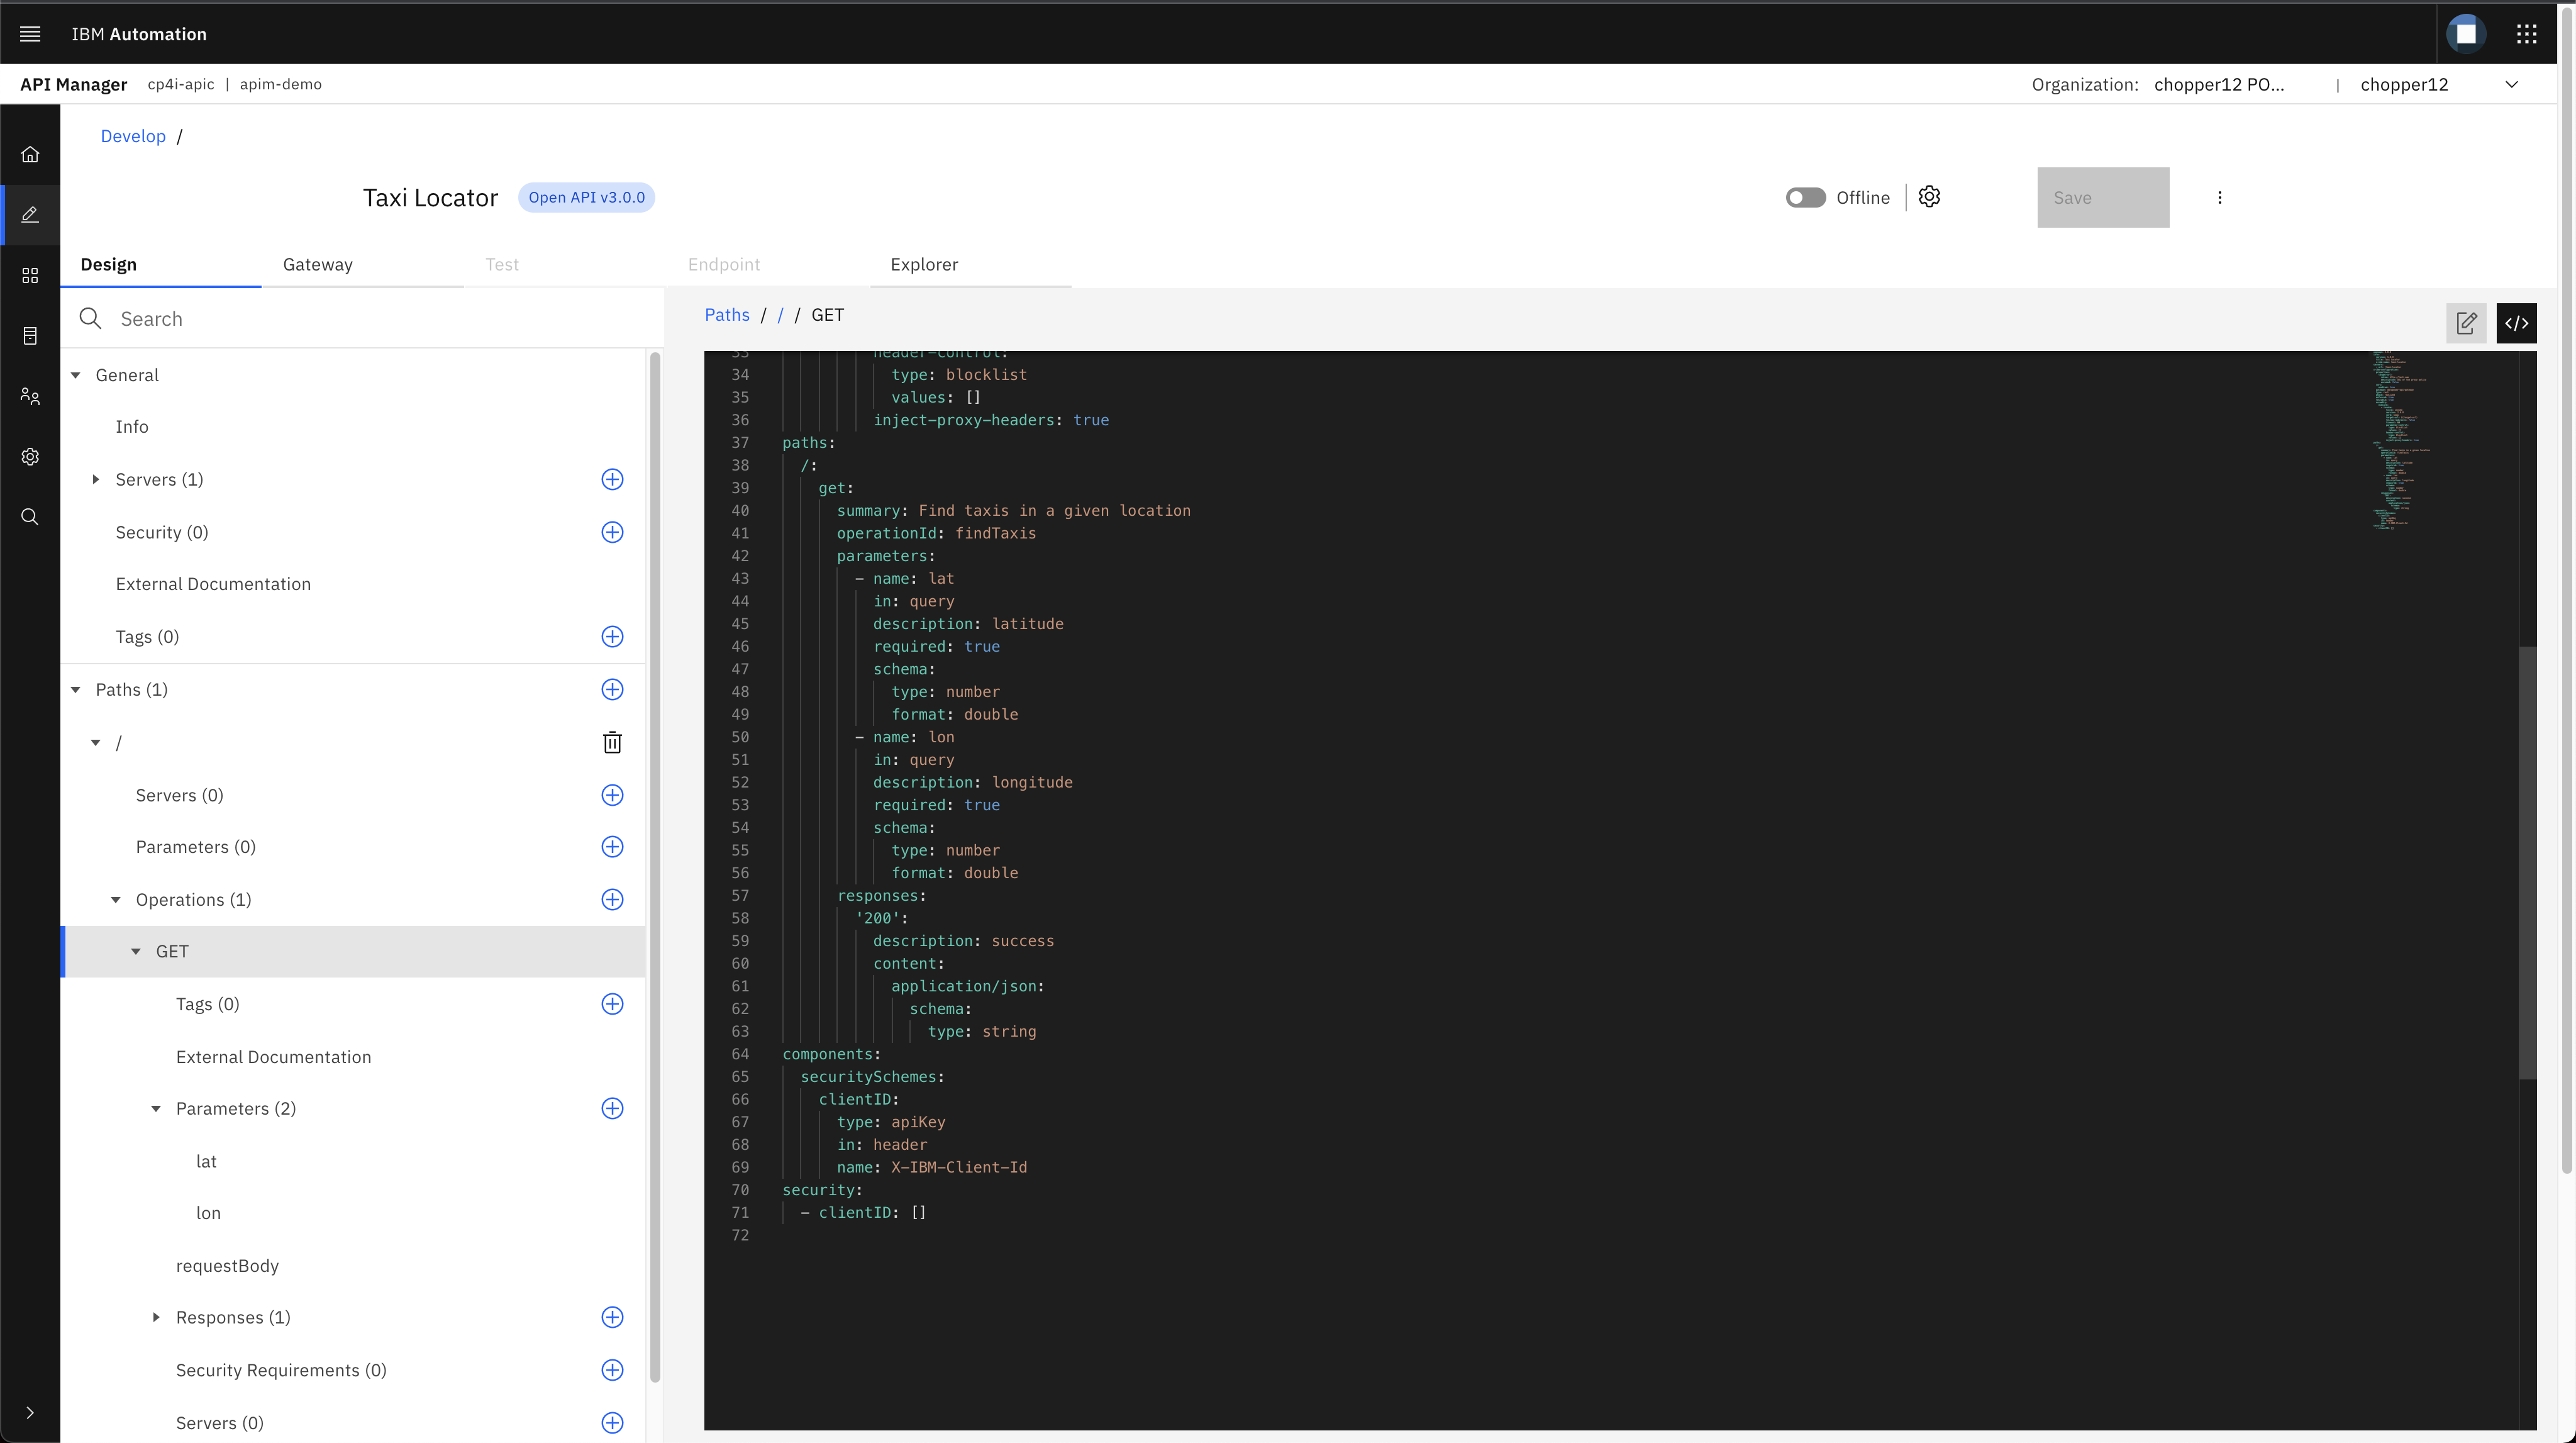 IBM Automation
API Manager cp4i-apic | apim-demo Organization: chopper12 PO... | chopper12
Develop /
Taxi Locator Open API v3.0.0 Offline Save
Design Gateway Test Endpoint Explorer
Search
General
Info
Servers (1)
Security (0)
External Documentation
Tags (0)
Paths (1)
/
Servers (0)
Parameters (0)
Operations (1)
GET
Tags (0)
External Documentation
Parameters (2)
lat
lon
requestBody
Responses (1)
Security Requirements (0)
Servers (0)
Paths / / / GET
</>
33 header-control:
34 type: blocklist
35 values: []
36 inject-proxy-headers: true
37 paths:
38 /:
39 get:
40 summary: Find taxis in a given location
41 operationId: findTaxis
42 parameters:
43 - name: lat
44 in: query
45 description: latitude
46 required: true
47 schema:
48 type: number
49 format: double
50 - name: lon
51 in: query
52 description: longitude
53 required: true
54 schema:
55 type: number
56 format: double
57 responses:
58 '200':
59 description: success
60 content:
61 application/json:
62 schema:
63 type: string
64 components:
65 securitySchemes:
66 clientID:
67 type: apiKey
68 in: header
69 name: X-IBM-Client-Id
70 security:
71 - clientID: []
72